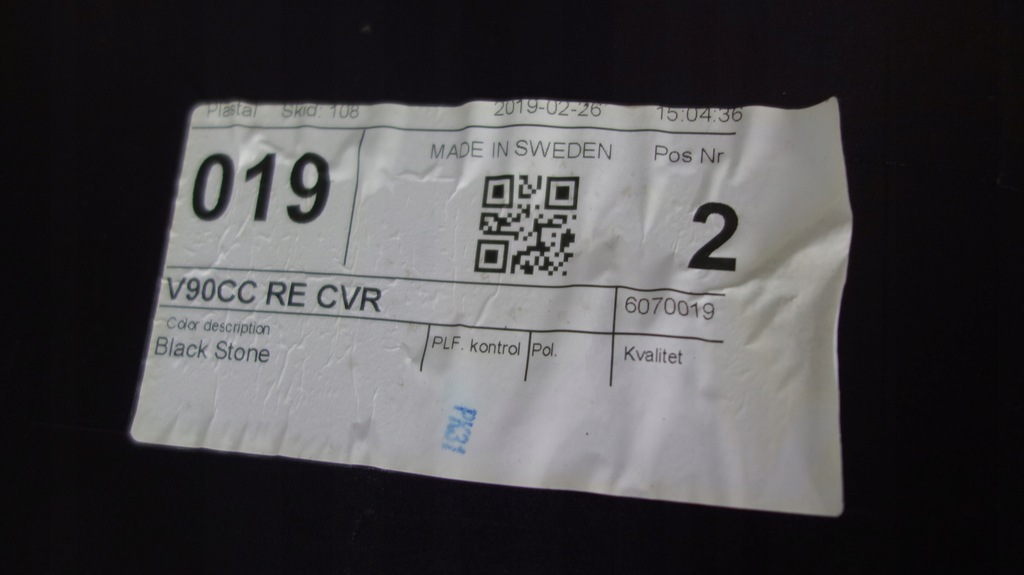 Plastal Skid: 108 2019-02-26 15:04:36
019 MADE IN SWEDEN Pos Nr
2
V90CC RE CVR 6070019
Color description PLF. kontrol Pol. Kvalitet
Black Stone
PK31